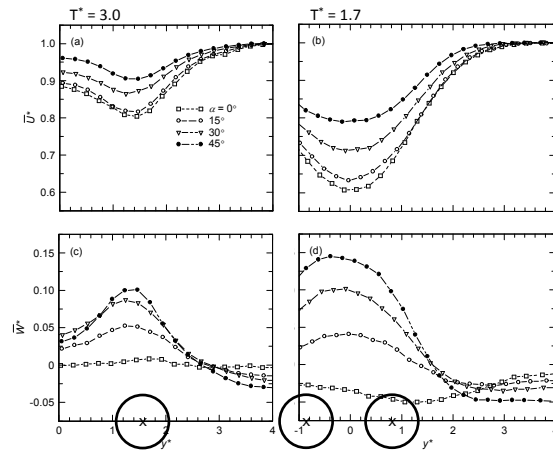 T* = 3.0
T* = 1.7
(a)
(b)
1.0
0.9
0.8
0.7
0.6
U̅*
α = 0°
15°
30°
45°
(c)
(d)
0.15
0.10
0.05
0
-0.05
W̅*
0 1 2 3 4
-1 0 1 2 3 4
x
x
x
y*
y*